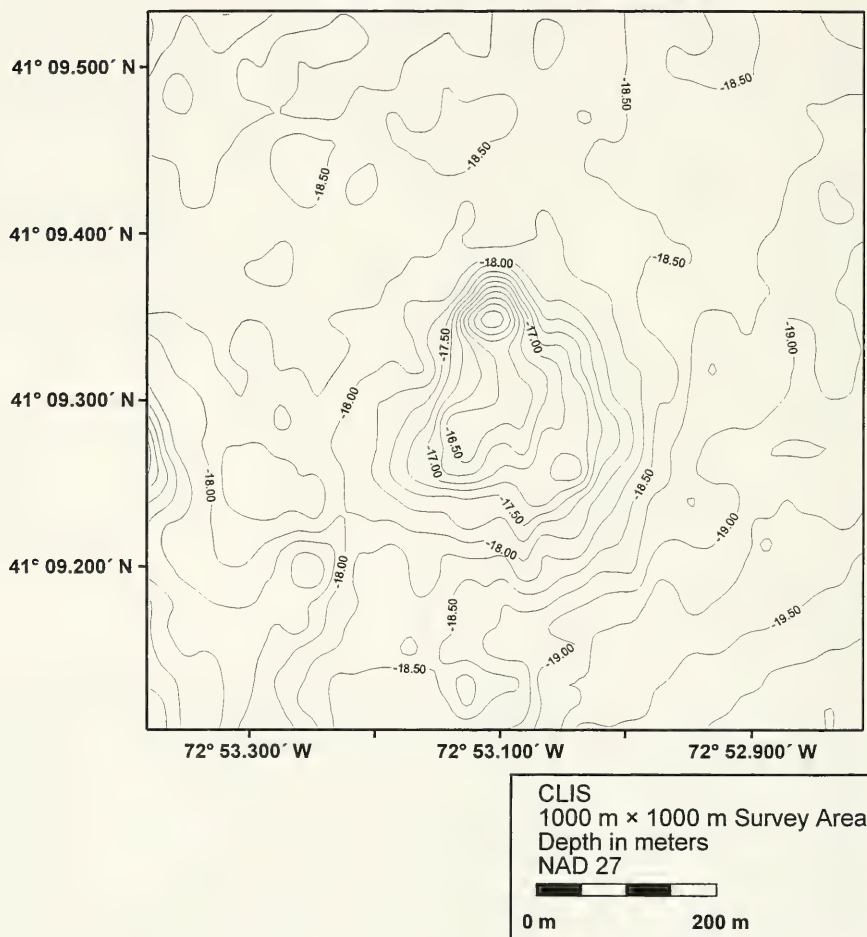 41° 09.500´ N
-18.50
-18.50
-18.50
-18.50
41° 09.400´ N
-18.50
-18.00
-17.50
-17.00
-19.00
41° 09.300´ N
-18.00
-16.50
-17.00
-18.00
-18.50
-17.50
-19.00
-18.00
41° 09.200´ N
-18.00
-18.50
-19.50
-19.00
-18.50
72° 53.300´ W
72° 53.100´ W
72° 52.900´ W
CLIS
1000 m × 1000 m Survey Area
Depth in meters
NAD 27
0 m 200 m